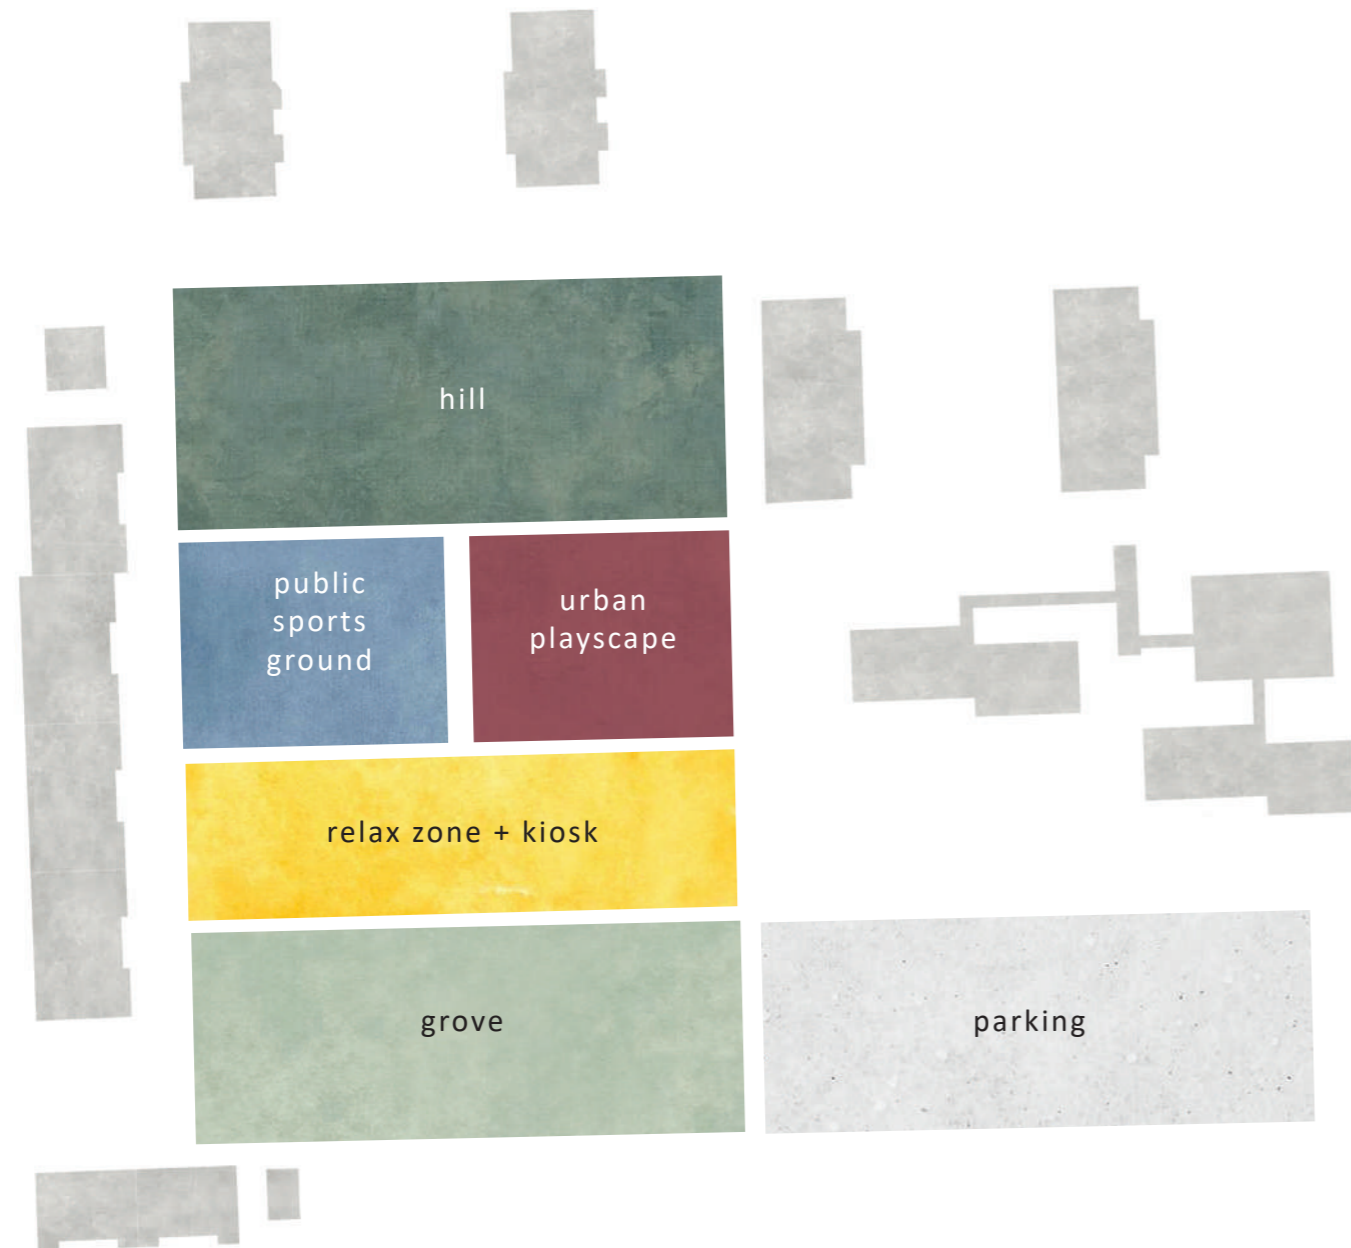 hill
public
sports
ground
urban
playscape
relax zone + kiosk
grove
parking